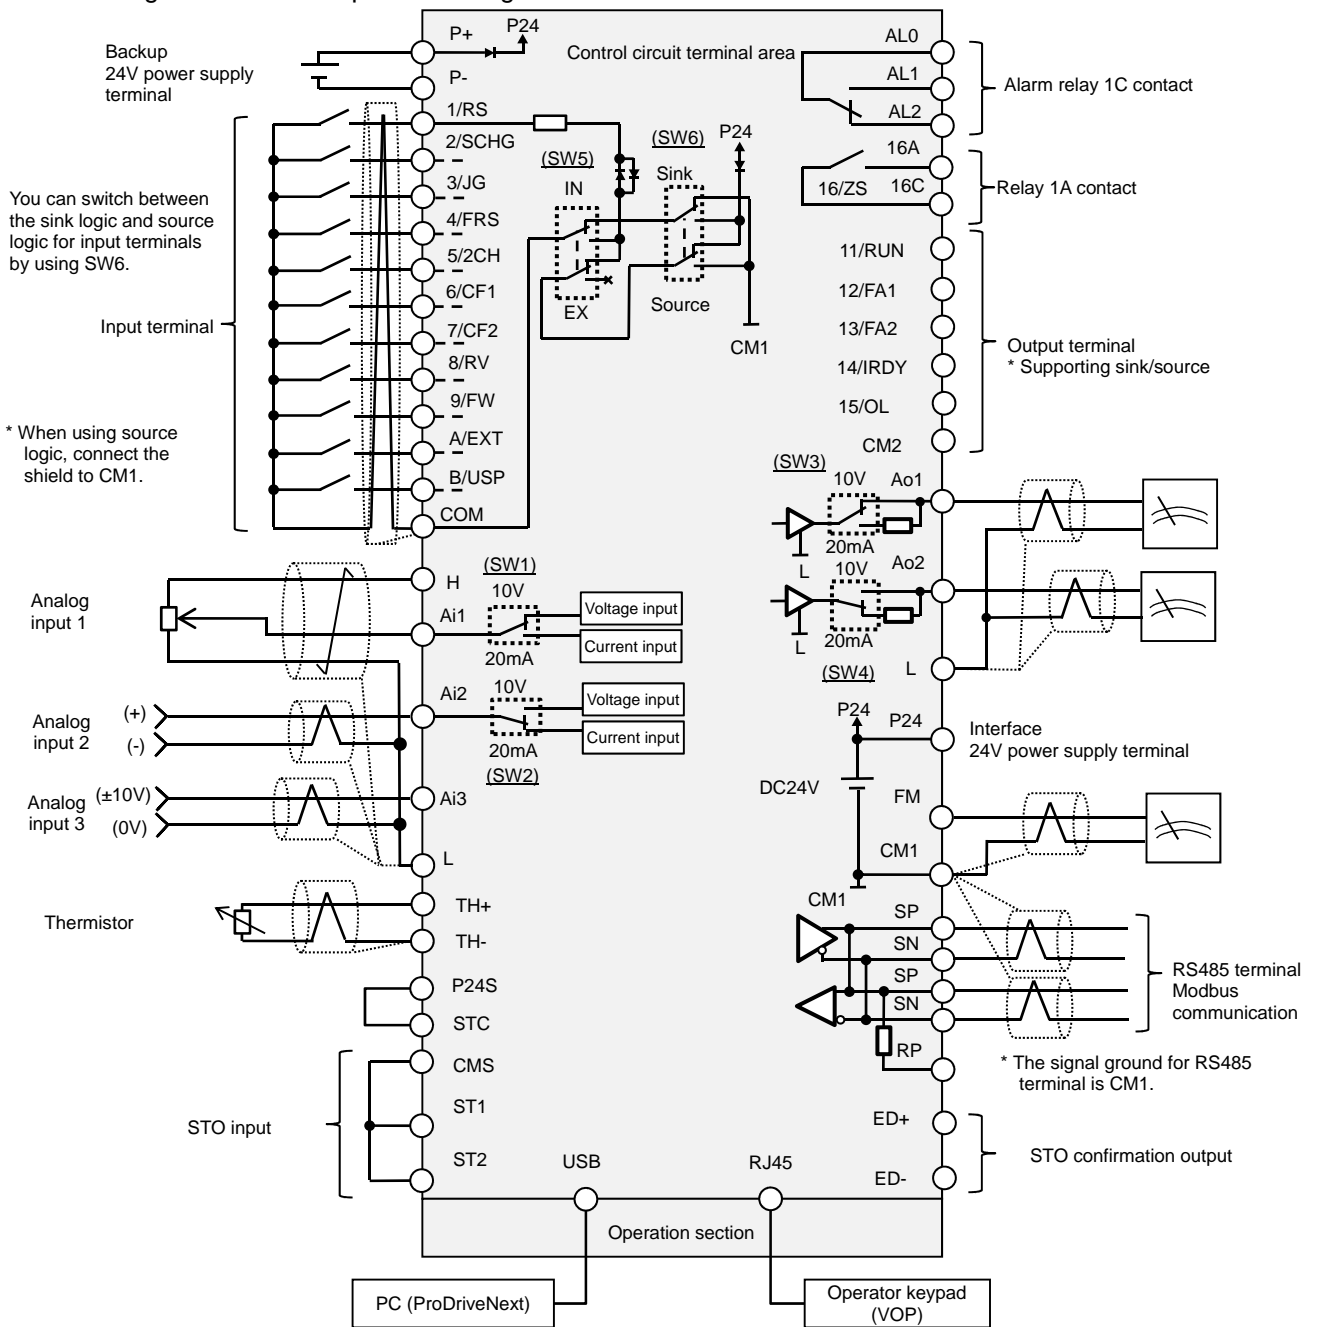 P+
P24
Control circuit terminal area
AL0
Backup
24V power supply
terminal
P-
AL1
AL2
Alarm relay 1C contact
1/RS
2/SCHG
3/JG
4/FRS
5/2CH
6/CF1
7/CF2
8/RV
9/FW
A/EXT
B/USP
COM
You can switch between
the sink logic and source
logic for input terminals
by using SW6.
Input terminal
* When using source
logic, connect the
shield to CM1.
(SW5)
IN
EX
(SW6)
Sink
Source
P24
CM1
16A
16/ZS
16C
Relay 1A contact
11/RUN
12/FA1
13/FA2
14/IRDY
15/OL
CM2
Output terminal
* Supporting sink/source
(SW3)
10V
Ao1
20mA
L
10V
Ao2
20mA
L
(SW4)
L
Analog
input 1
H
Ai1
(SW1)
10V
20mA
Voltage input
Current input
Analog
input 2
(+)
(-)
Ai2
10V
20mA
(SW2)
Voltage input
Current input
Analog
input 3
(±10V)
(0V)
Ai3
L
P24
P24
Interface
24V power supply terminal
DC24V
FM
CM1
CM1
Thermistor
TH+
TH-
SP
SN
SP
SN
RP
RS485 terminal
Modbus
communication
* The signal ground for RS485
terminal is CM1.
P24S
STC
CMS
ST1
ST2
STO input
ED+
ED-
STO confirmation output
USB
RJ45
Operation section
PC (ProDriveNext)
Operator keypad
(VOP)